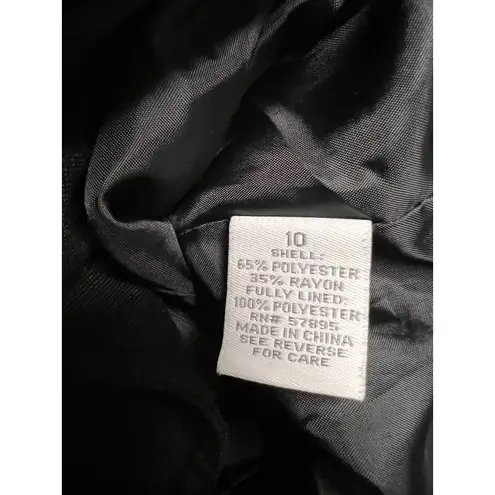 10
SHELL:
65% POLYESTER
35% RAYON
FULLY LINED:
100% POLYESTER
RN# 57895
MADE IN CHINA
SEE REVERSE
FOR CARE